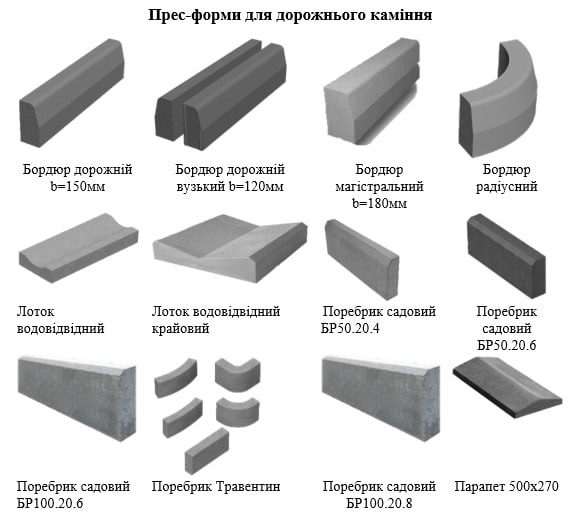 Прес-форми для дорожнього каміння
Бордюр дорожній
b=150мм
Бордюр дорожній
вузький b=120мм
Бордюр
магістральний
b=180мм
Бордюр
радіусний
Лоток
водовідвідний
Лоток водовідвідний
крайовий
Поребрик садовий
БР50.20.4
Поребрик
садовий
БР50.20.6
Поребрик садовий
БР100.20.6
Поребрик Травентин
Поребрик садовий
БР100.20.8
Парапет 500х270